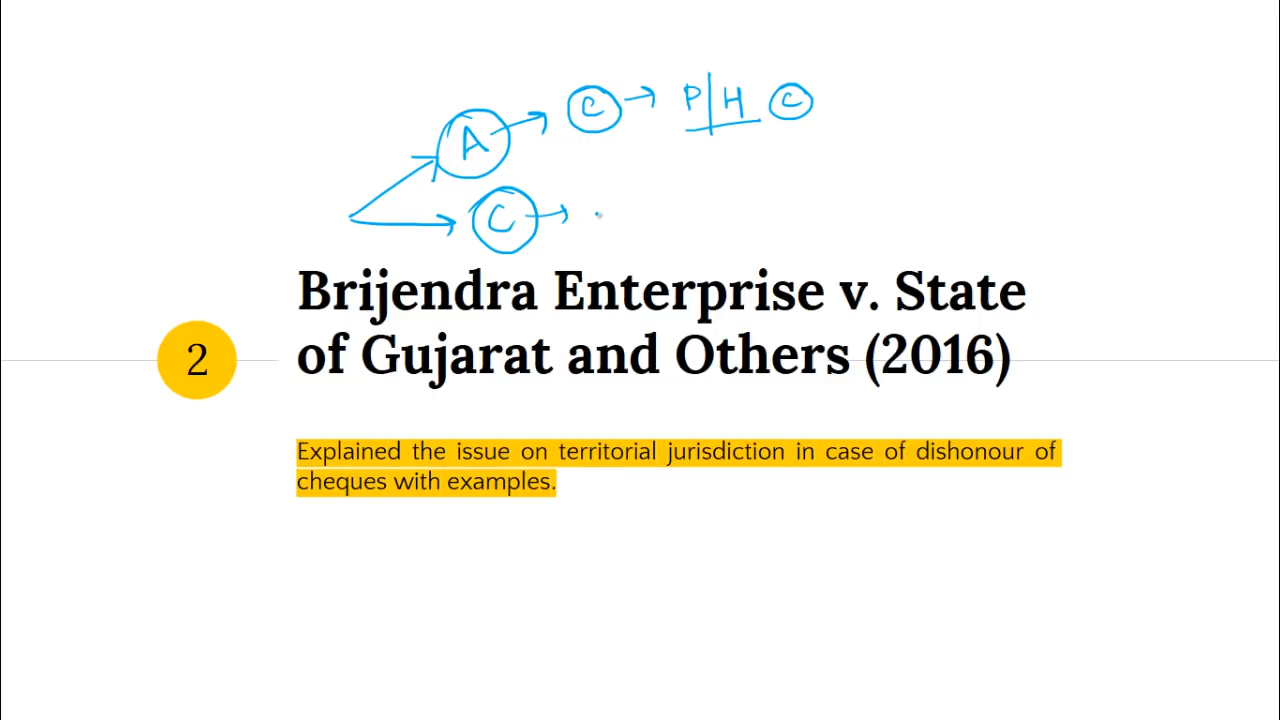 A → C → P | H C
C →
2
Brijendra Enterprise v. State
of Gujarat and Others (2016)
Explained the issue on territorial jurisdiction in case of dishonour of
cheques with examples.